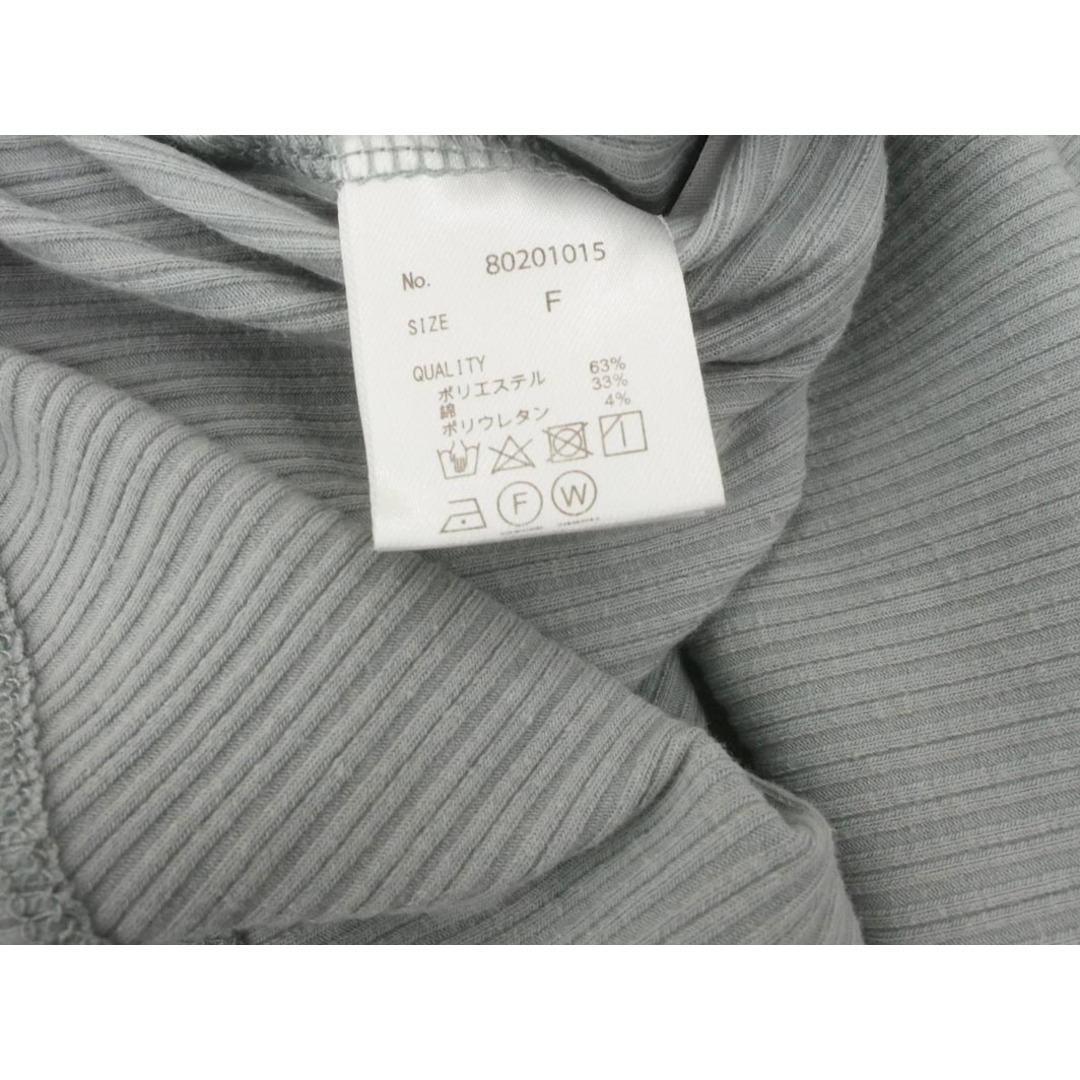 No. 80201015
SIZE F
QUALITY
ポリエステル 63%
綿 33%
ポリウレタン 4%
F W